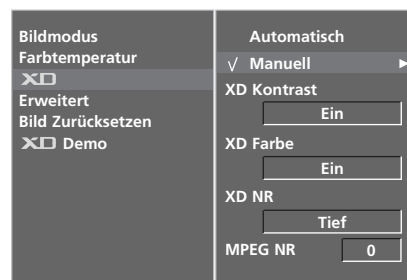 Bildmodus
Farbtemperatur
XD
Erweitert
Bild Zurücksetzen
XD Demo
Automatisch
√ Manuell ►
XD Kontrast
Ein
XD Farbe
Ein
XD NR
Tief
MPEG NR 0